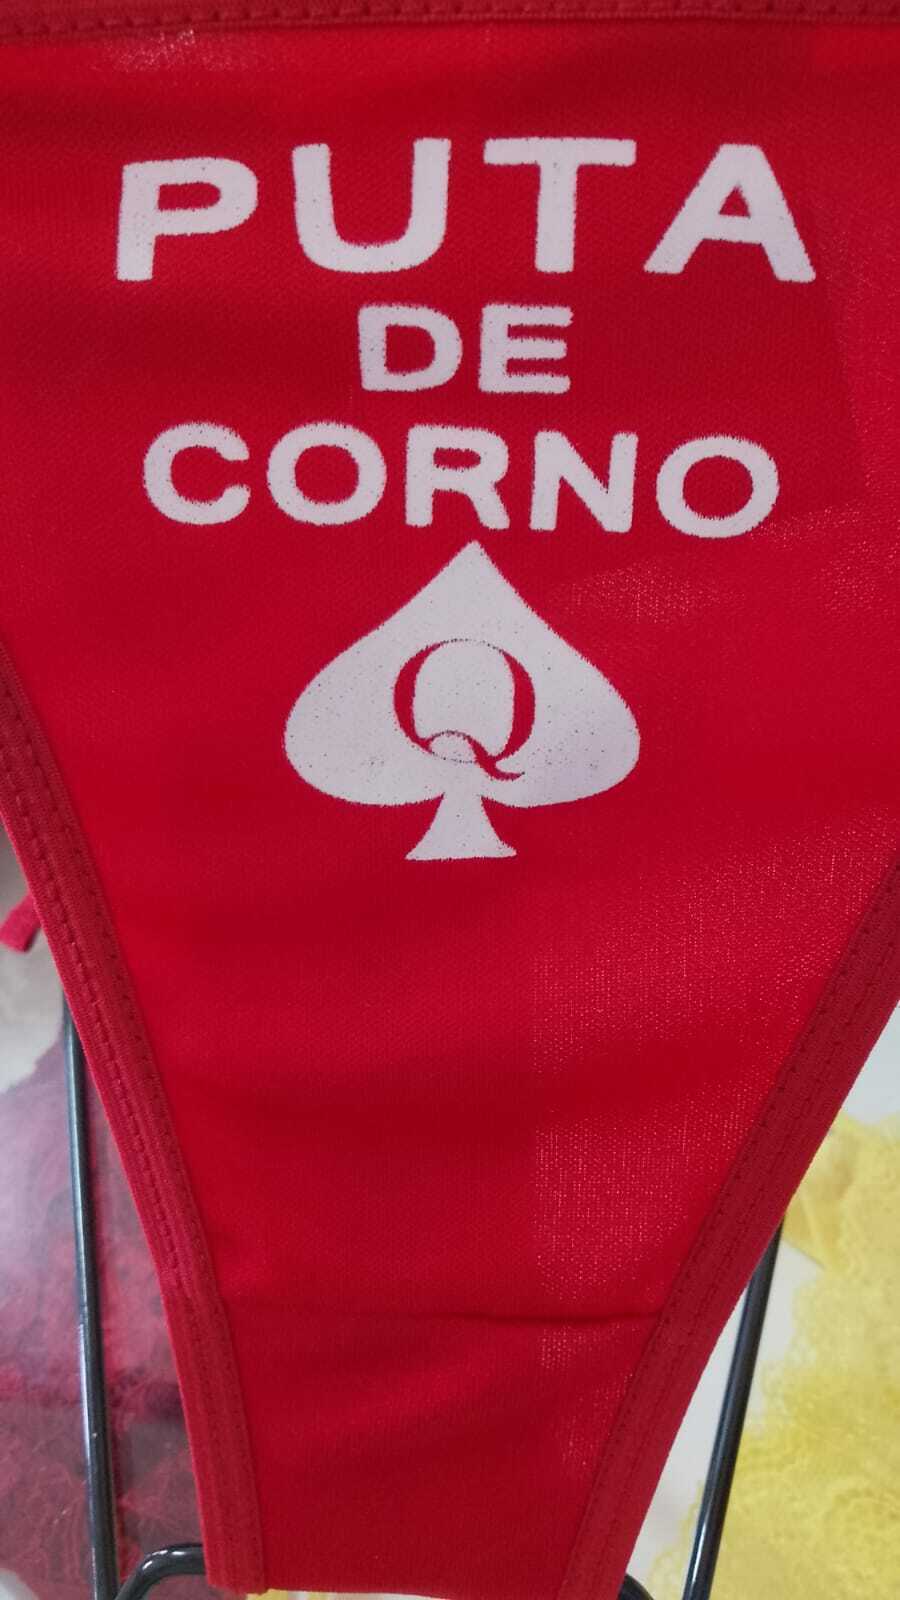 PUTA
DE
CORNO
Q